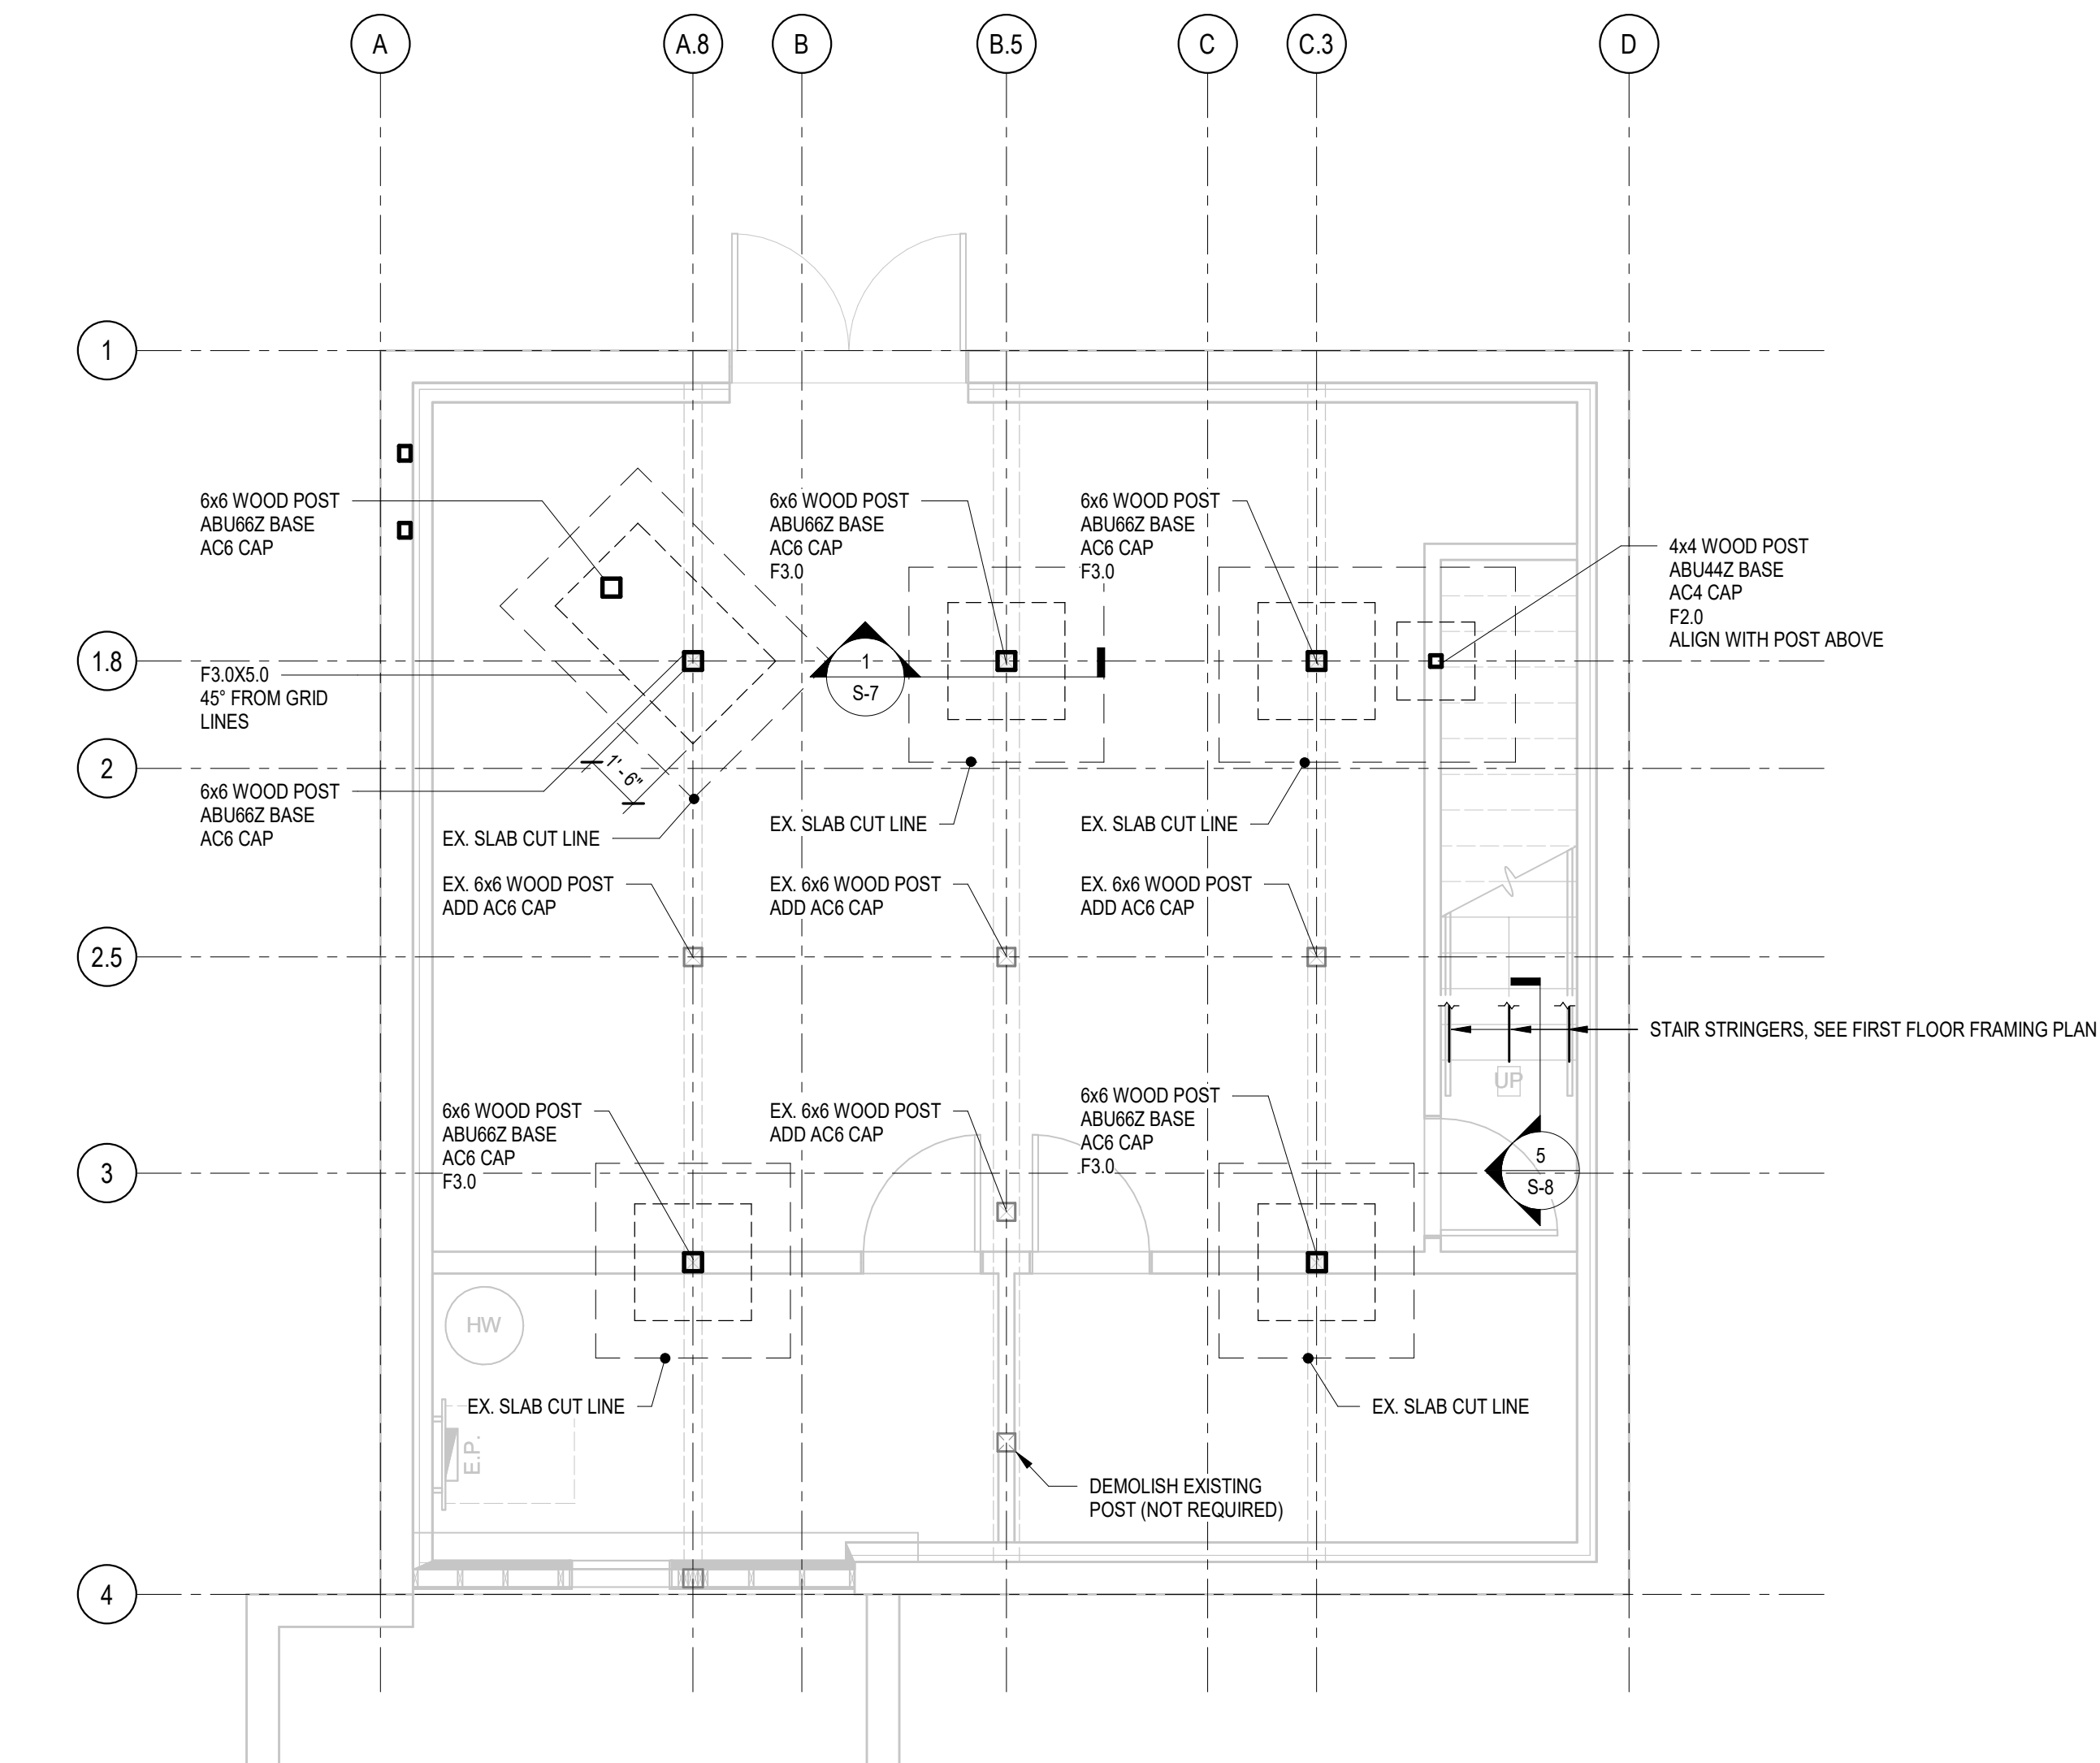 A
A.8
B
B.5
C
C.3
D
1
1.8
2
2.5
3
4
6x6 WOOD POST
ABU66Z BASE
AC6 CAP
6x6 WOOD POST
ABU66Z BASE
AC6 CAP
F3.0
6x6 WOOD POST
ABU66Z BASE
AC6 CAP
F3.0
4x4 WOOD POST
ABU44Z BASE
AC4 CAP
F2.0
ALIGN WITH POST ABOVE
F3.0X5.0
45° FROM GRID
LINES
1
S-7
1' - 6"
6x6 WOOD POST
ABU66Z BASE
AC6 CAP
EX. SLAB CUT LINE
EX. SLAB CUT LINE
EX. SLAB CUT LINE
EX. 6x6 WOOD POST
ADD AC6 CAP
EX. 6x6 WOOD POST
ADD AC6 CAP
EX. 6x6 WOOD POST
ADD AC6 CAP
STAIR STRINGERS, SEE FIRST FLOOR FRAMING PLAN
UP
6x6 WOOD POST
ABU66Z BASE
AC6 CAP
F3.0
EX. 6x6 WOOD POST
ADD AC6 CAP
6x6 WOOD POST
ABU66Z BASE
AC6 CAP
F3.0
5
S-8
HW
EX. SLAB CUT LINE
EX. SLAB CUT LINE
E.P.
DEMOLISH EXISTING
POST (NOT REQUIRED)